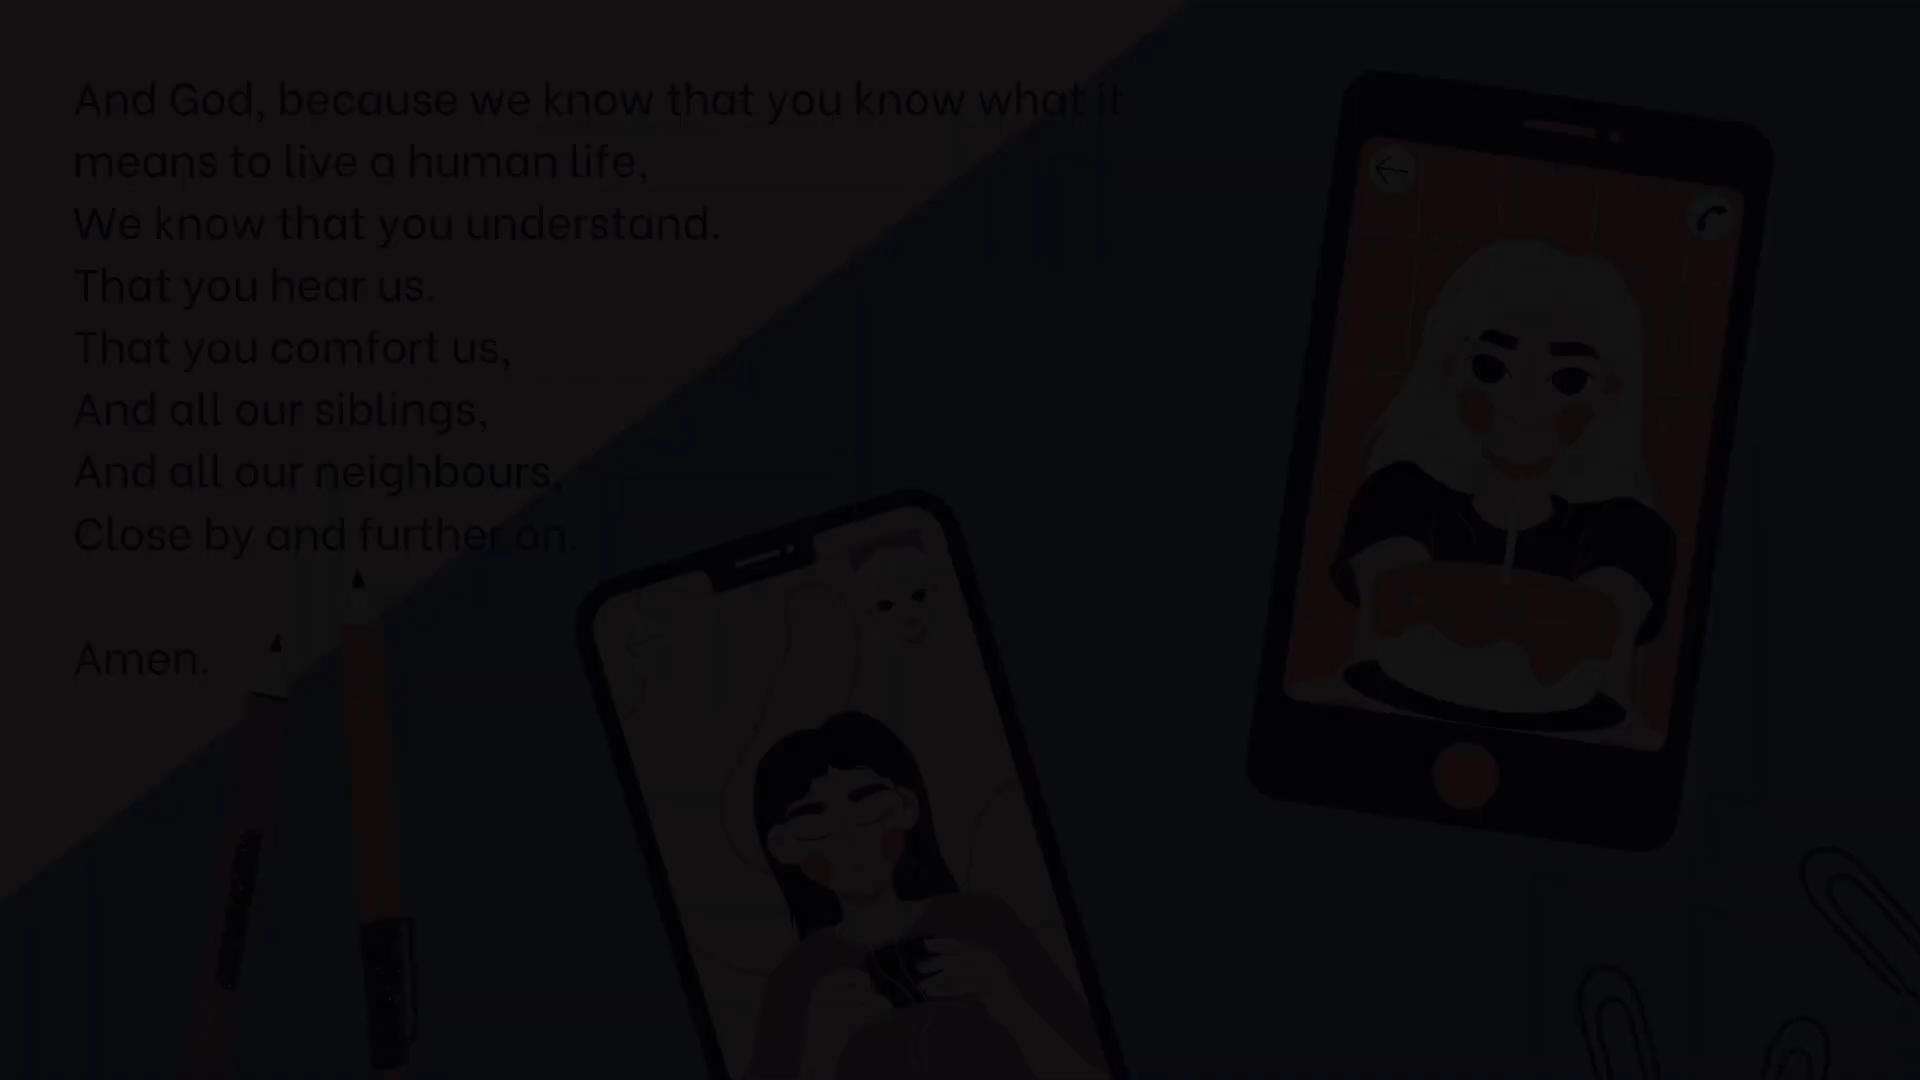 And God, because we know that you know what it
means to live a human life,
We know that you understand.
That you hear us.
That you comfort us,
And all our siblings,
And all our neighbours,
Close by and further on.
Amen.